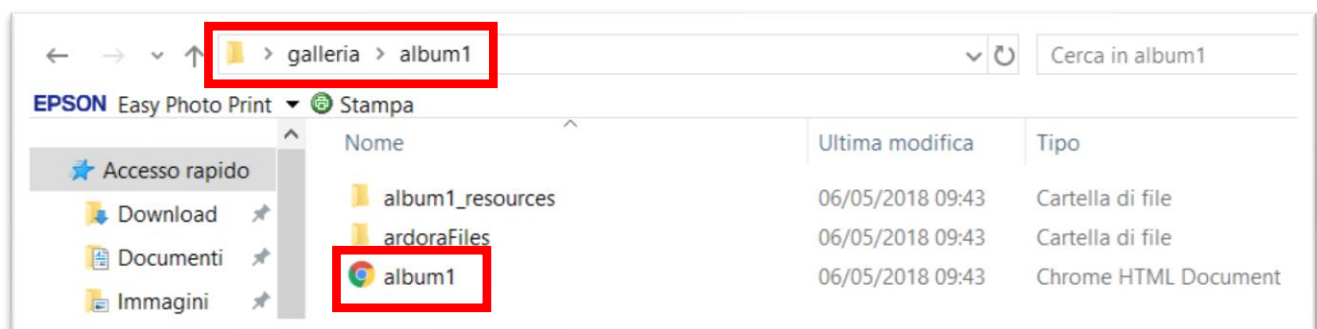 galleria > album1
Cerca in album1
EPSON Easy Photo Print Stampa
Nome Ultima modifica Tipo
Accesso rapido
Download
Documenti
Immagini
album1_resources 06/05/2018 09:43 Cartella di file
ardoraFiles 06/05/2018 09:43 Cartella di file
album1 06/05/2018 09:43 Chrome HTML Document